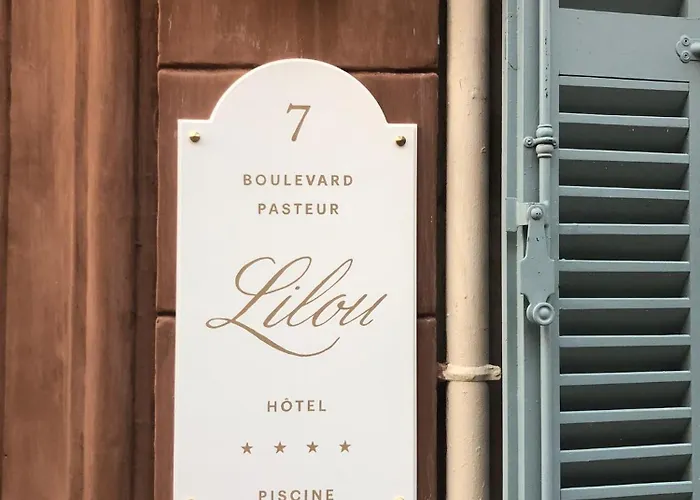 7
BOULEVARD
PASTEUR
Lilou
HÔTEL
★ ★ ★ ★
PISCINE